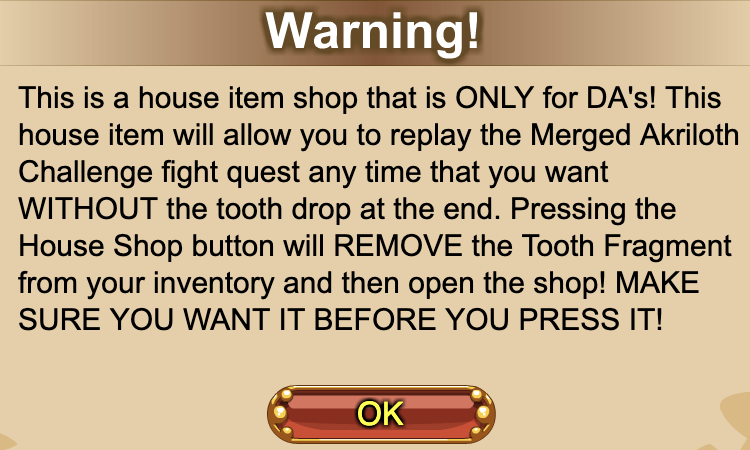 Warning!
This is a house item shop that is ONLY for DA's! This
house item will allow you to replay the Merged Akriloth
Challenge fight quest any time that you want
WITHOUT the tooth drop at the end. Pressing the
House Shop button will REMOVE the Tooth Fragment
from your inventory and then open the shop! MAKE
SURE YOU WANT IT BEFORE YOU PRESS IT!
OK